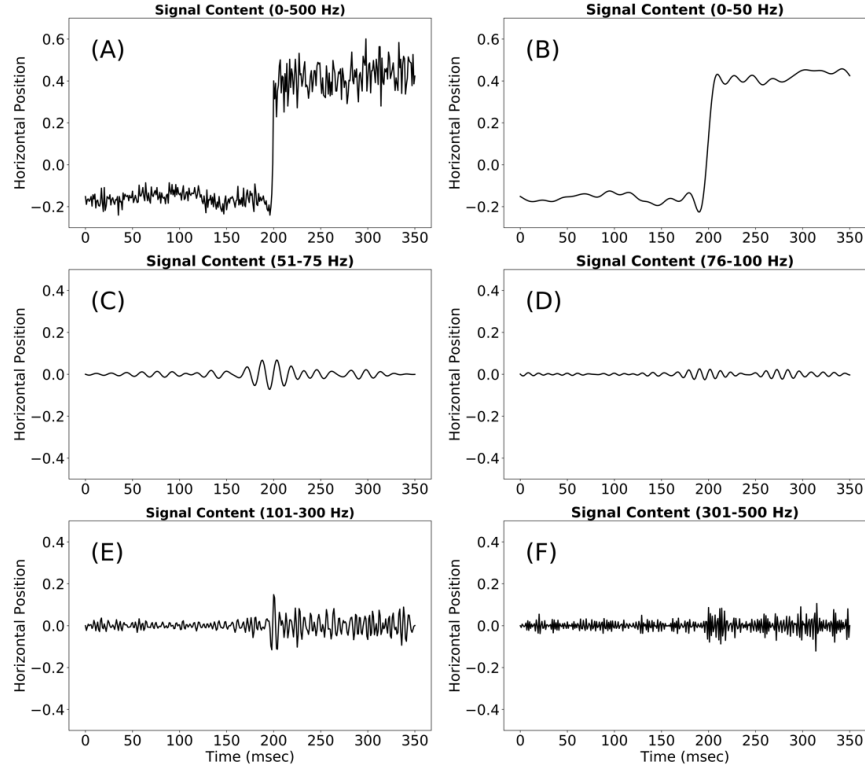 Signal Content (0-500 Hz)
(A)
Horizontal Position
0.6
0.4
0.2
0.0
−0.2
0 50 100 150 200 250 300 350
Signal Content (0-50 Hz)
(B)
Horizontal Position
0.6
0.4
0.2
0.0
−0.2
0 50 100 150 200 250 300 350
Signal Content (51-75 Hz)
(C)
Horizontal Position
0.4
0.2
0.0
−0.2
−0.4
0 50 100 150 200 250 300 350
Signal Content (76-100 Hz)
(D)
Horizontal Position
0.4
0.2
0.0
−0.2
−0.4
0 50 100 150 200 250 300 350
Signal Content (101-300 Hz)
(E)
Horizontal Position
0.4
0.2
0.0
−0.2
−0.4
0 50 100 150 200 250 300 350
Time (msec)
Signal Content (301-500 Hz)
(F)
Horizontal Position
0.4
0.2
0.0
−0.2
−0.4
0 50 100 150 200 250 300 350
Time (msec)